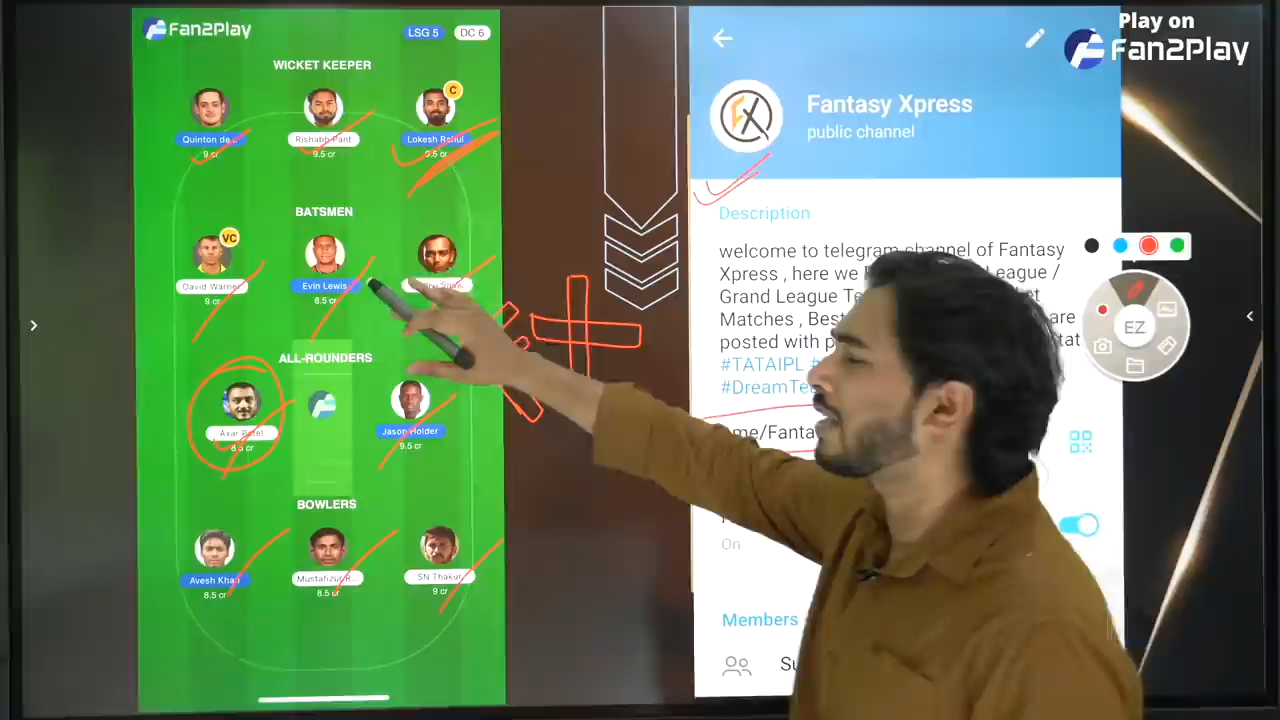 Fan2Play
LSG 5
DC 6
WICKET KEEPER
Quinton de...
9 cr
Rishabh Pant
9.5 cr
C
Lokesh Rahul
BATSMEN
VC
David Warner
9 cr
Evin Lewis
8.5 cr
ALL-ROUNDERS
Axar Patel
Jason Holder
9.5 cr
BOWLERS
Avesh Khan
8.5 cr
Mustafizur R...
8.5 cr
SN Thakur
9 cr
Fantasy Xpress
public channel
FX
Description
welcome to telegram channel of Fantasy
Xpress , here we League /
Grand League
Matches , Best are
posted with
#TATAIPL
On
Members
EZ
Play on
Fan2Play